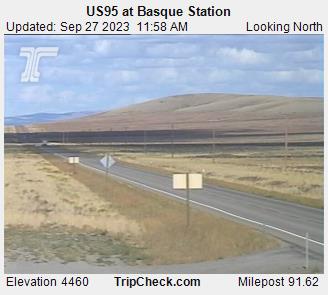 US95 at Basque Station
Updated: Sep 27 2023 11:58 AM Looking North
Elevation 4460 TripCheck.com Milepost 91.62